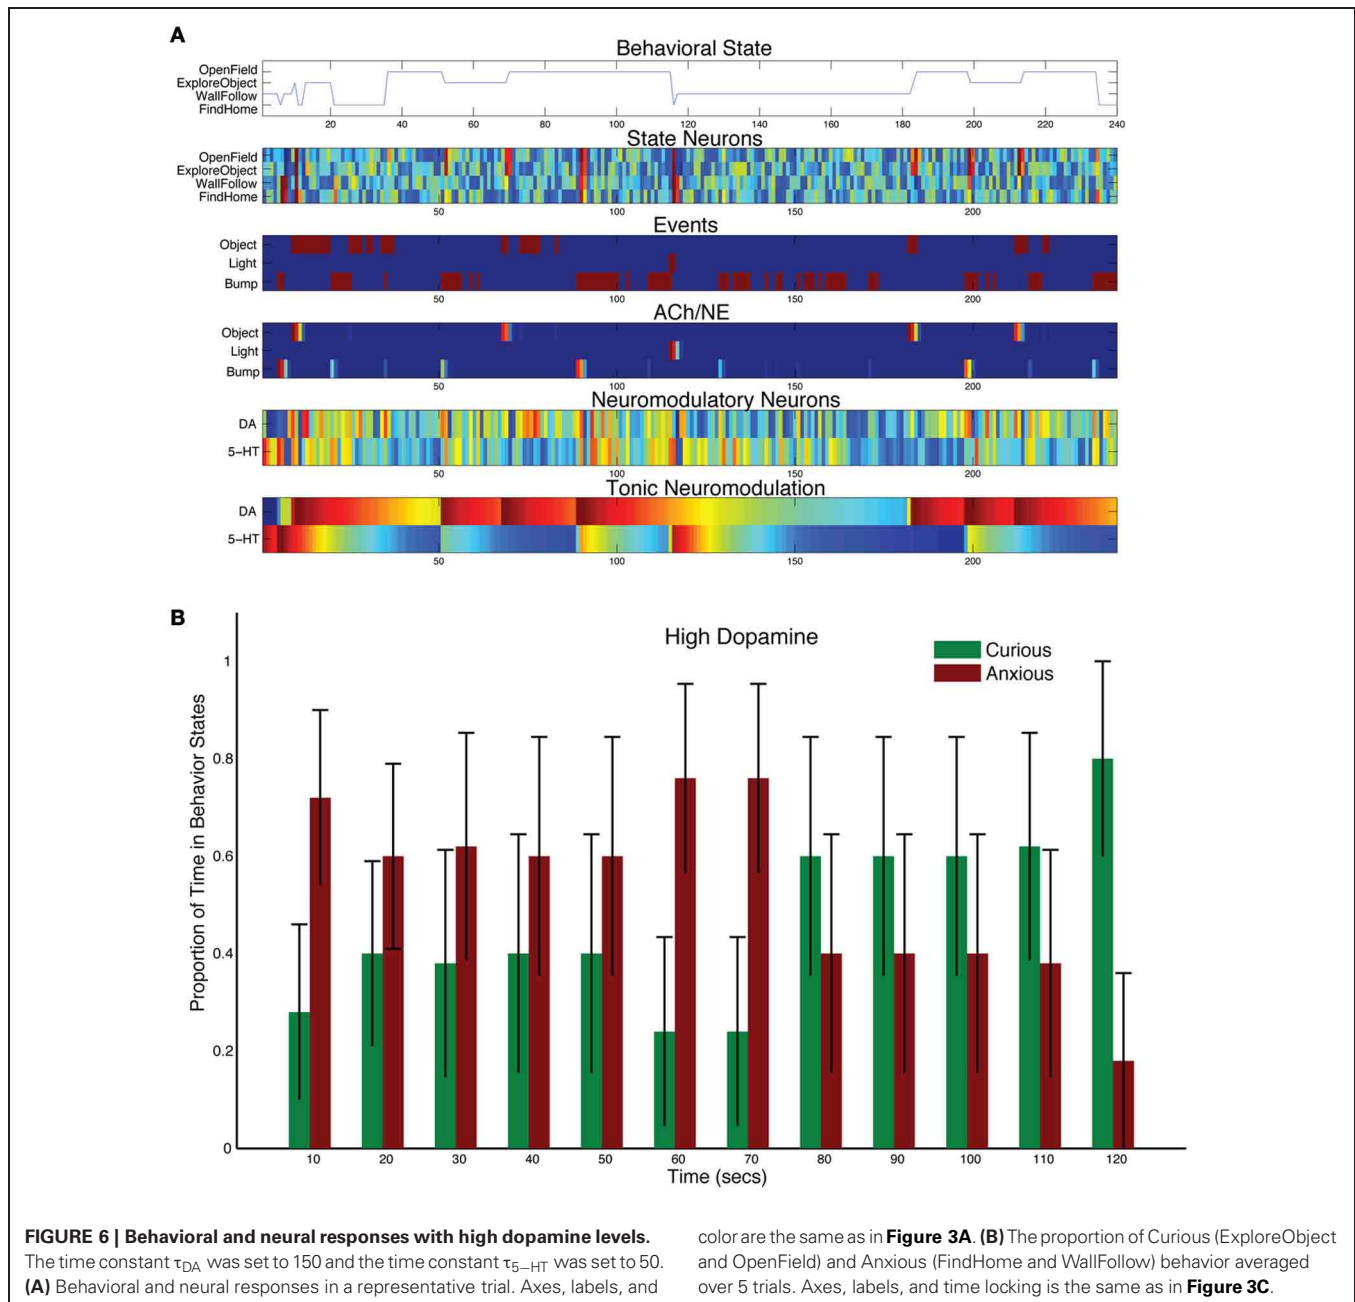 A
Behavioral State
OpenField
ExploreObject
WallFollow
FindHome
20 40 60 80 100 120 140 160 180 200 220 240
State Neurons
OpenField
ExploreObject
WallFollow
FindHome
50 100 150 200
Events
Object
Light
Bump
50 100 150 200
ACh/NE
Object
Light
Bump
50 100 150 200
Neuromodulatory Neurons
DA
5-HT
50 100 150 200
Tonic Neuromodulation
DA
5-HT
50 100 150 200
B
High Dopamine
Curious
Anxious
Proportion of Time in Behavior States
1
0.8
0.6
0.4
0.2
0
10 20 30 40 50 60 70 80 90 100 110 120
Time (secs)
FIGURE 6 | Behavioral and neural responses with high dopamine levels.
The time constant τDA was set to 150 and the time constant τ5−HT was set to 50.
(A) Behavioral and neural responses in a representative trial. Axes, labels, and
color are the same as in Figure 3A. (B) The proportion of Curious (ExploreObject
and OpenField) and Anxious (FindHome and WallFollow) behavior averaged
over 5 trials. Axes, labels, and time locking is the same as in Figure 3C.